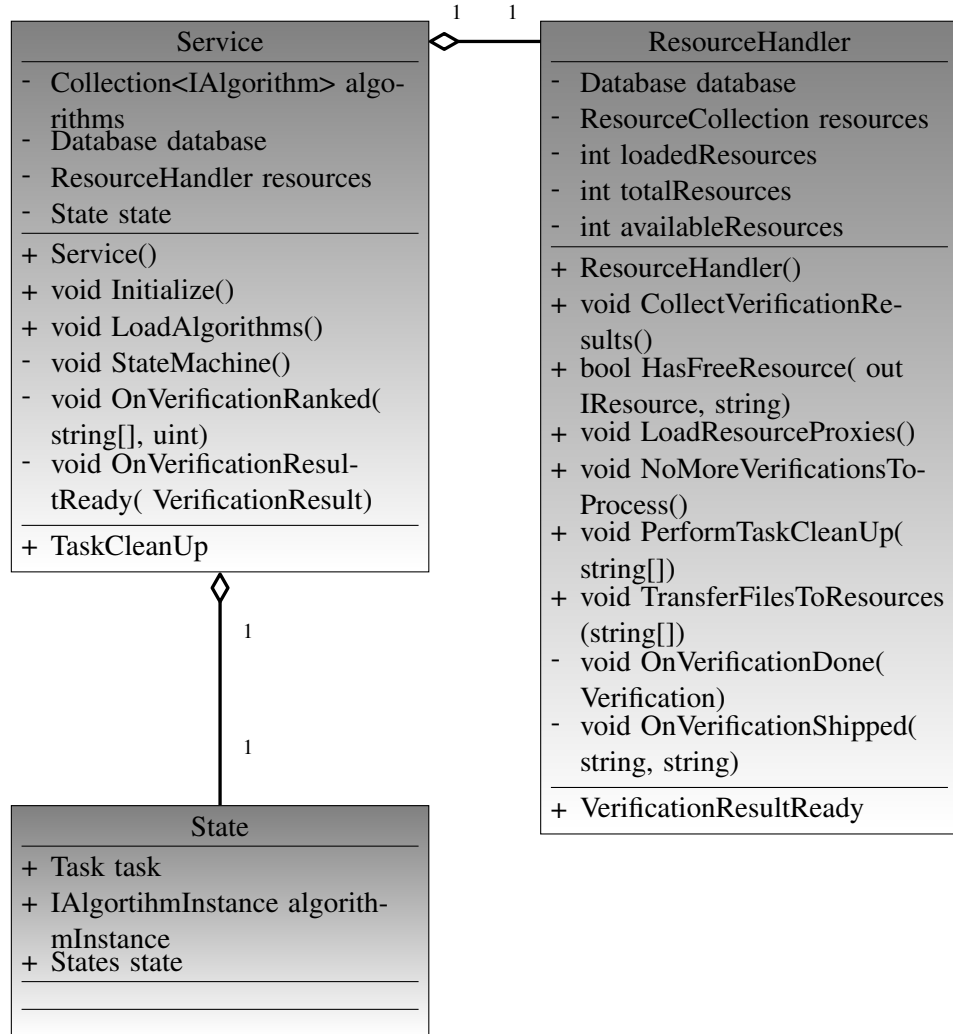 1
1
Service
- Collection<IAlgorithm> algo-
rithms
- Database database
- ResourceHandler resources
- State state
+ Service()
+ void Initialize()
+ void LoadAlgorithms()
- void StateMachine()
- void OnVerificationRanked(
string[], uint)
- void OnVerificationResul-
tReady( VerificationResult)
+ TaskCleanUp
ResourceHandler
- Database database
- ResourceCollection resources
- int loadedResources
- int totalResources
- int availableResources
+ ResourceHandler()
+ void CollectVerificationRe-
sults()
+ bool HasFreeResource( out
IResource, string)
+ void LoadResourceProxies()
+ void NoMoreVerificationsTo-
Process()
+ void PerformTaskCleanUp(
string[])
+ void TransferFilesToResources
(string[])
- void OnVerificationDone(
Verification)
- void OnVerificationShipped(
string, string)
+ VerificationResultReady
1
1
State
+ Task task
+ IAlgortihmInstance algorith-
mInstance
+ States state